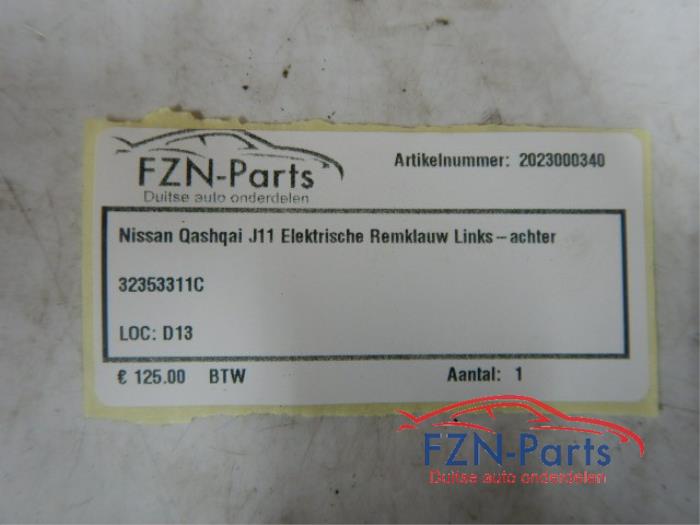 FZN-Parts
Duitse auto onderdelen
Artikelnummer: 2023000340
Nissan Qashqai J11 Elektrische Remklauw Links-achter
32353311C
LOC: D13
€ 125.00 BTW
Aantal: 1
FZN-Parts
Duitse auto onderdelen